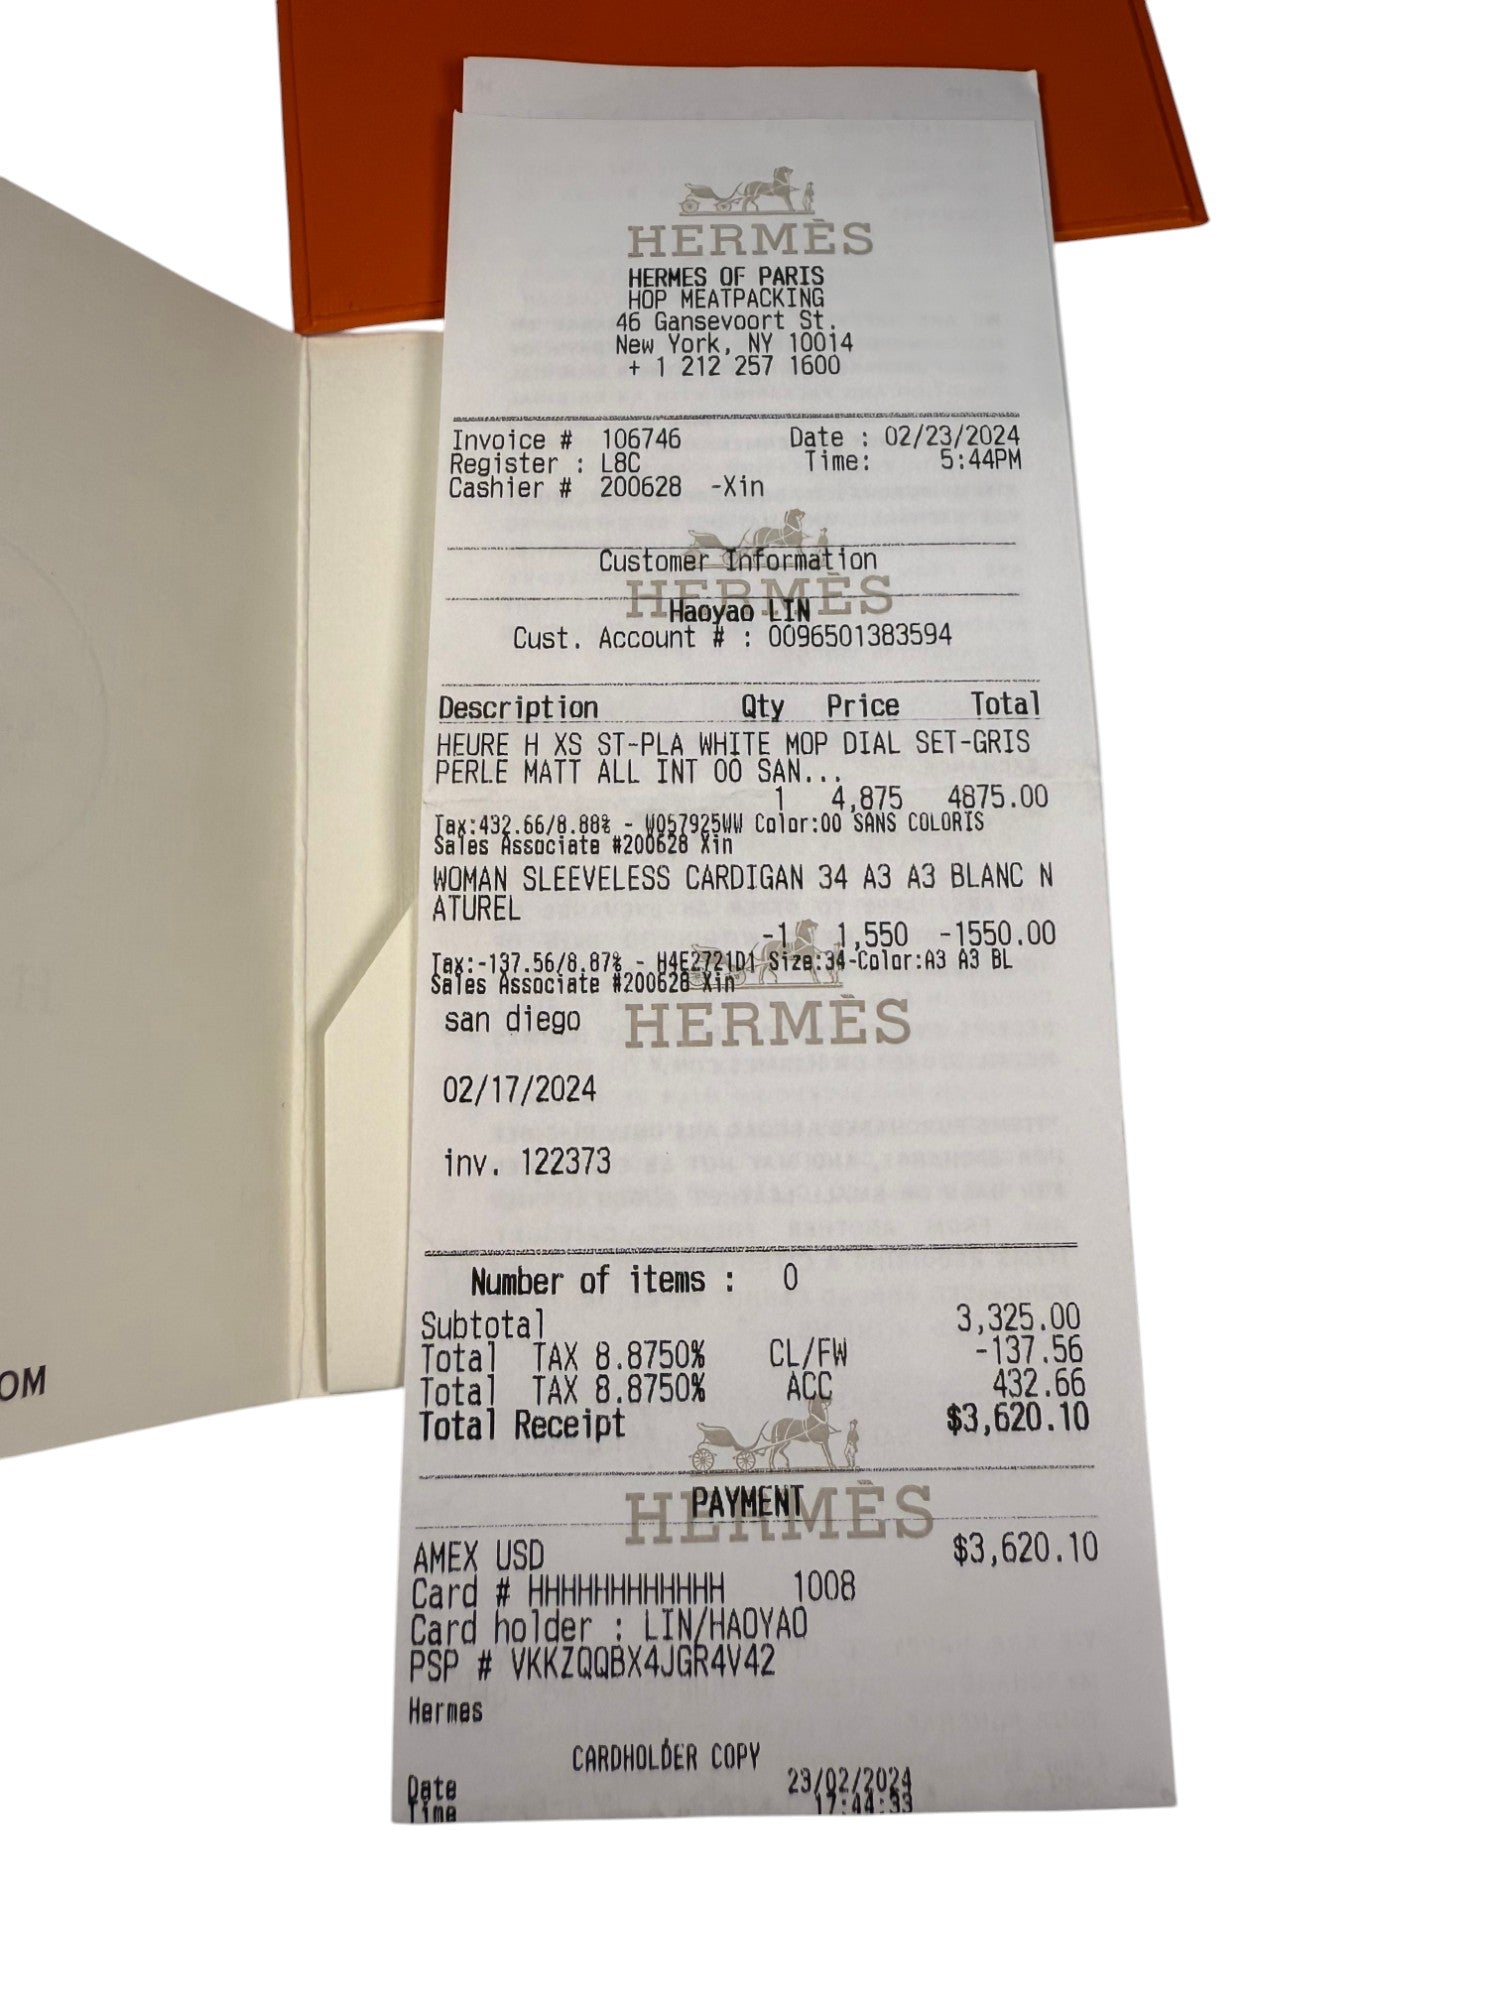 HERMÈS
HERMES OF PARIS
HOP MEATPACKING
46 Gansevoort St.
New York, NY 10014
+ 1 212 257 1600
Invoice # 106746 Date : 02/23/2024
Register : L8C Time: 5:44PM
Cashier # 200628 -Xin
Customer Information
HERMÈS
Haoyao LIN
Cust. Account # : 0096501383594
Description Qty Price Total
HEURE H XS ST-PLA WHITE MOP DIAL SET-GRIS
PERLE MATT ALL INT 00 SAN...
1 4,875 4875.00
Tax:432.66/8.88% - W057925WW Color:00 SANS COLORIS
Sales Associate #200628 Xin
WOMAN SLEEVELESS CARDIGAN 34 A3 A3 BLANC N
ATUREL
-1 1,550 -1550.00
Tax:-137.56/8.87% - H4E2721D1 Size:34-Color:A3 A3 BL
Sales Associate #200628 Xin
san diego HERMÈS
02/17/2024
inv. 122373
Number of items : 0
Subtotal 3,325.00
Total TAX 8.8750% CL/FW -137.56
Total TAX 8.8750% ACC 432.66
Total Receipt $3,620.10
PAYMENT
HERMÈS
AMEX USD $3,620.10
Card # HHHHHHHHHHHH 1008
Card holder : LIN/HAOYAO
PSP # VKKZQQBX4JGR4V42
Hermes
CARDHOLDER COPY
Date 23/02/2024
Time 17:44:33
OM